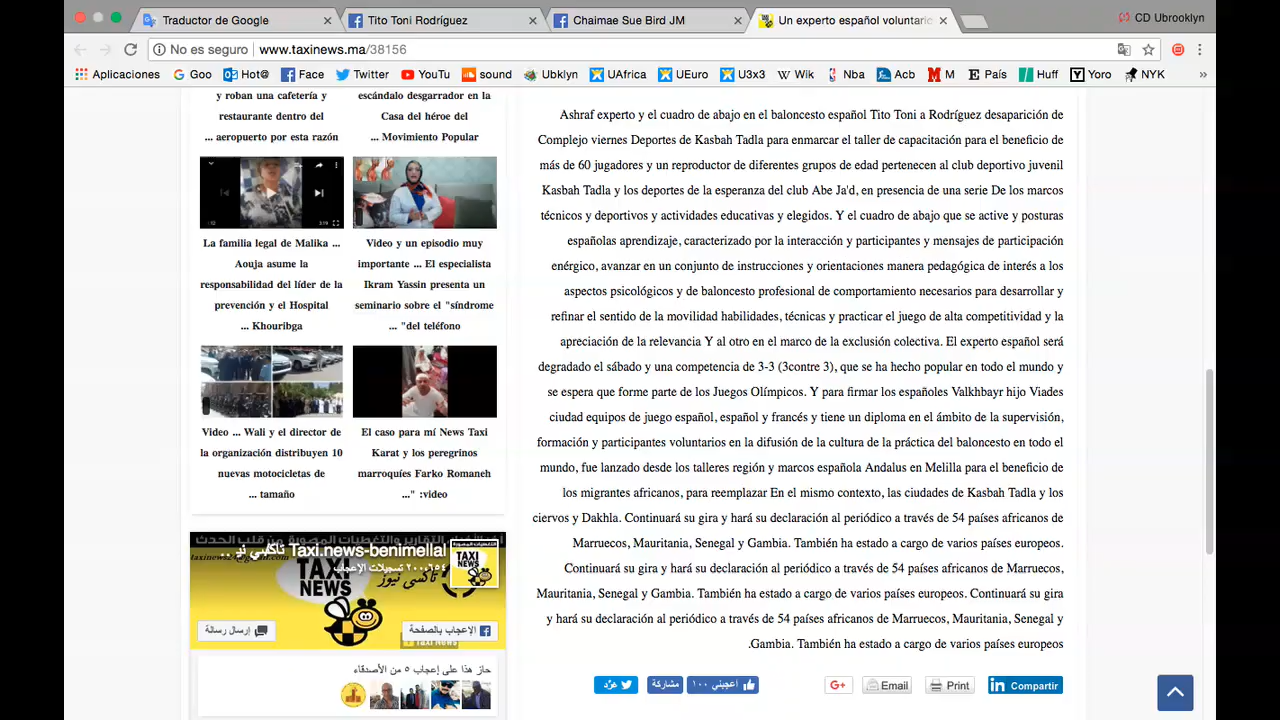 Traductor de Google
Tito Toni Rodríguez
Chaimae Sue Bird JM
Un experto español voluntario
CD Ubrooklyn
No es seguro
www.taxinews.ma/38156
Aplicaciones
Goo
Hot@
Face
Twitter
YouTu
sound
Ubklyn
UAfrica
UEuro
U3x3
Wik
Nba
Acb
M
País
Huff
Yoro
NYK
»
y roban una cafetería y
restaurante dentro del
... aeropuerto por esta razón
escándalo desgarrador en la
Casa del héroe del
... Movimiento Popular
La familia legal de Malika ...
Aouja asume la
responsabilidad del líder de la
prevención y el Hospital
... Khouribga
Video y un episodio muy
importante ... El especialista
Ikram Yassin presenta un
seminario sobre el "síndrome
... "del teléfono
Video ... Wali y el director de
la organización distribuyen 10
nuevas motocicletas de
... tamaño
El caso para mí News Taxi
Karat y los peregrinos
marroquíes Farko Romaneh
..." :video
Taxi.news-benimellal تاكسي نيو ..
٢٠٠,٦٥٤ تسجيلات الإعجاب
TAXI
NEWS
تاكسي نيوز
الإعجاب بالصفحة
إرسال رسالة
حاز هذا على إعجاب ٥ من الأصدقاء
Ashraf experto y el cuadro de abajo en el baloncesto español Tito Toni a Rodríguez desaparición de
Complejo viernes Deportes de Kasbah Tadla para enmarcar el taller de capacitación para el beneficio de
más de 60 jugadores y un reproductor de diferentes grupos de edad pertenecen al club deportivo juvenil
Kasbah Tadla y los deportes de la esperanza del club Abe Ja'd, en presencia de una serie De los marcos
técnicos y deportivos y actividades educativas y elegidos. Y el cuadro de abajo que se active y posturas
españolas aprendizaje, caracterizado por la interacción y participantes y mensajes de participación
enérgico, avanzar en un conjunto de instrucciones y orientaciones manera pedagógica de interés a los
aspectos psicológicos y de baloncesto profesional de comportamiento necesarios para desarrollar y
refinar el sentido de la movilidad habilidades, técnicas y practicar el juego de alta competitividad y la
apreciación de la relevancia Y al otro en el marco de la exclusión colectiva. El experto español será
degradado el sábado y una competencia de 3-3 (3contre 3), que se ha hecho popular en todo el mundo y
se espera que forme parte de los Juegos Olímpicos. Y para firmar los españoles Valkhbayr hijo Viades
ciudad equipos de juego español, español y francés y tiene un diploma en el ámbito de la supervisión,
formación y participantes voluntarios en la difusión de la cultura de la práctica del baloncesto en todo el
mundo, fue lanzado desde los talleres región y marcos española Andalus en Melilla para el beneficio de
los migrantes africanos, para reemplazar En el mismo contexto, las ciudades de Kasbah Tadla y los
ciervos y Dakhla. Continuará su gira y hará su declaración al periódico a través de 54 países africanos de
Marruecos, Mauritania, Senegal y Gambia. También ha estado a cargo de varios países europeos.
Continuará su gira y hará su declaración al periódico a través de 54 países africanos de Marruecos,
Mauritania, Senegal y Gambia. También ha estado a cargo de varios países europeos. Continuará su gira
y hará su declaración al periódico a través de 54 países africanos de Marruecos, Mauritania, Senegal y
.Gambia. También ha estado a cargo de varios países europeos
غرّد
مشاركة
أعجبني ١٠٠
G+
Email
Print
Compartir